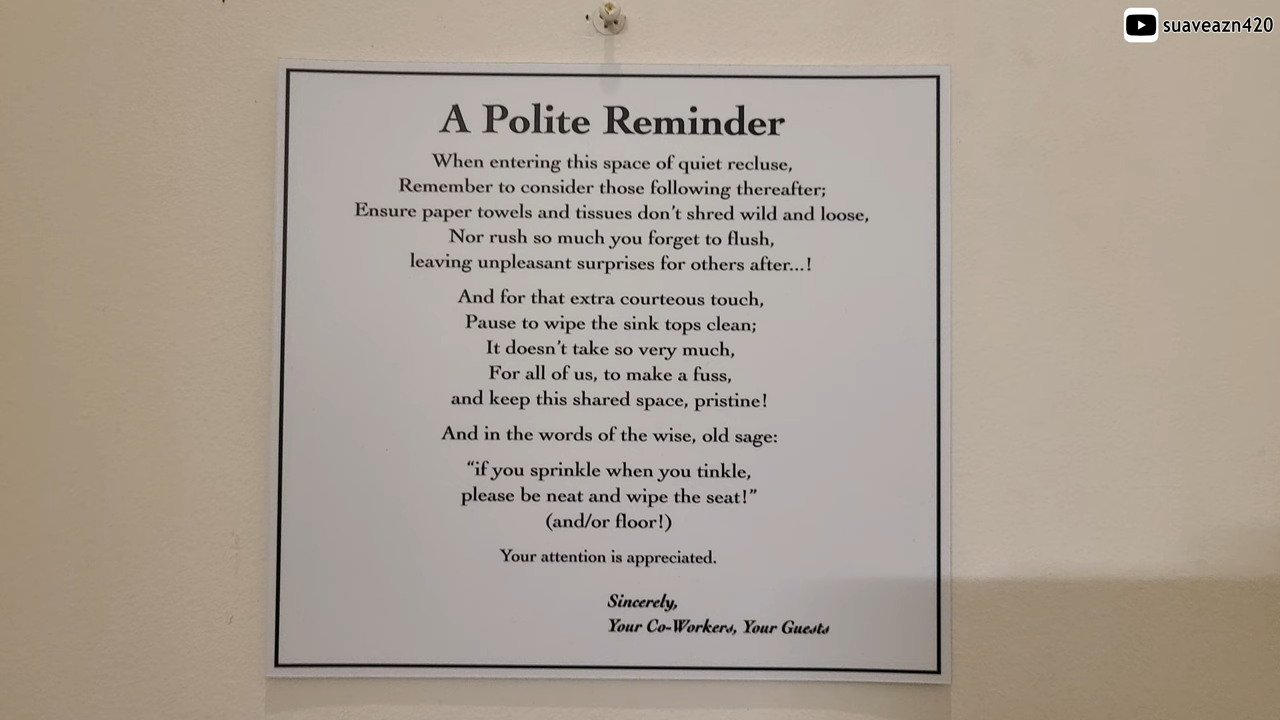 suaveazn420
A Polite Reminder
When entering this space of quiet recluse,
Remember to consider those following thereafter;
Ensure paper towels and tissues don't shred wild and loose,
Nor rush so much you forget to flush,
leaving unpleasant surprises for others after...!
And for that extra courteous touch,
Pause to wipe the sink tops clean;
It doesn't take so very much,
For all of us, to make a fuss,
and keep this shared space, pristine!
And in the words of the wise, old sage:
“if you sprinkle when you tinkle,
please be neat and wipe the seat!”
(and/or floor!)
Your attention is appreciated.
Sincerely,
Your Co-Workers, Your Guests